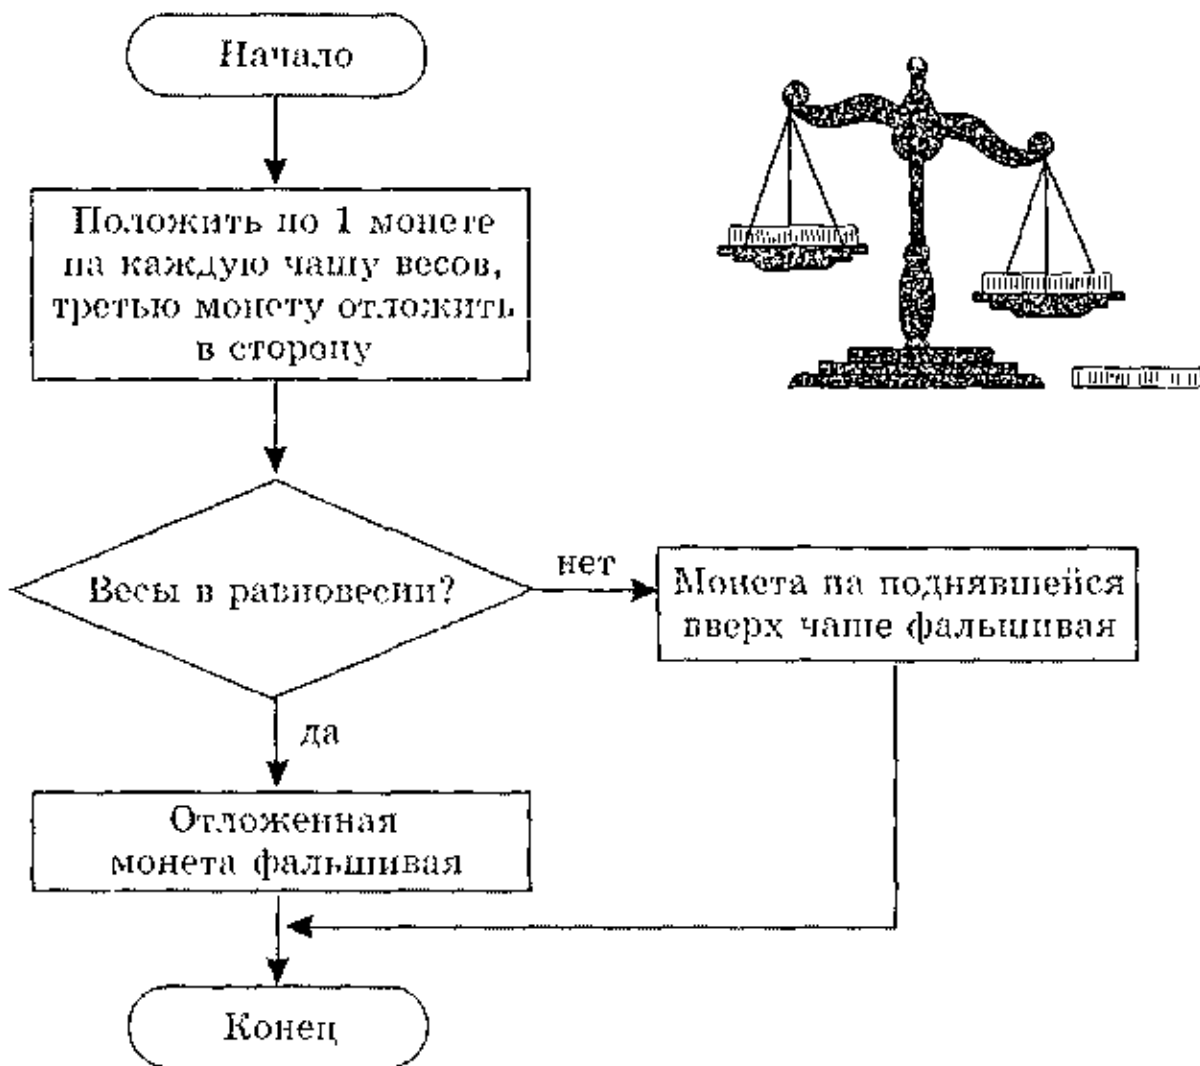 Начало
Положить по 1 монете
на каждую чашу весов,
третью монету отложить
в сторону
Весы в равновесии?
нет
Монета на поднявшейся
вверх чаше фальшивая
да
Отложенная
монета фальшивая
Конец